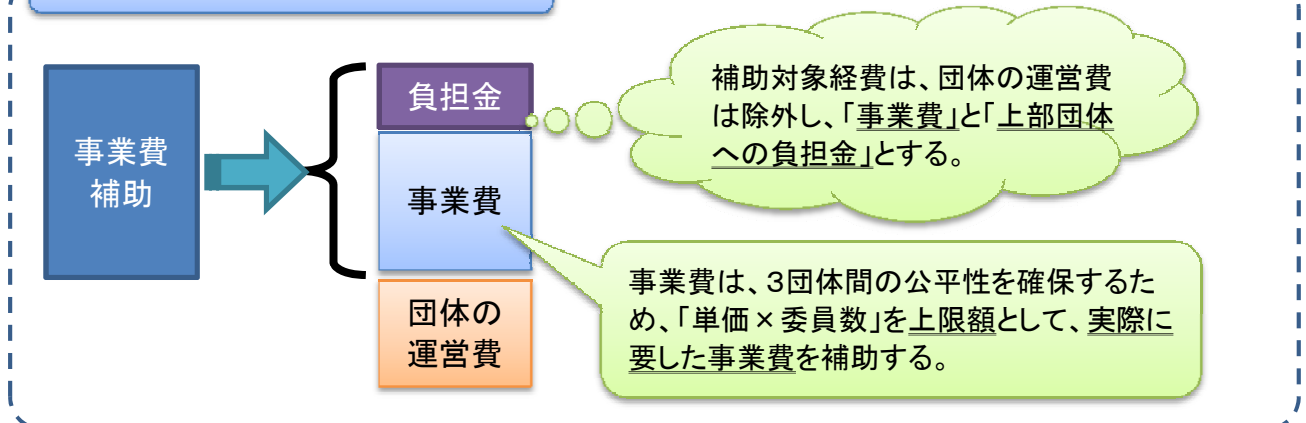 事業費
補助
負担金
事業費
団体の
運営費
補助対象経費は、団体の運営費
は除外し、「事業費」と「上部団体
への負担金」とする。
事業費は、3団体間の公平性を確保するた
め、「単価×委員数」を上限額として、実際に
要した事業費を補助する。